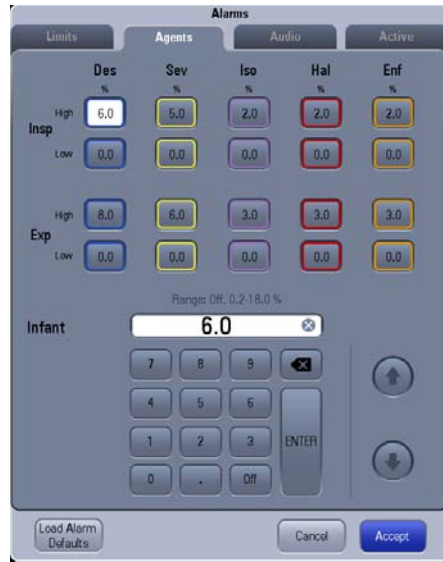 Alarms
Limits Agents Audio Active
Des Sev Iso Hal Enf
% % % % %
High 6.0 5.0 2.0 2.0 2.0
Insp
Low 0.0 0.0 0.0 0.0 0.0
High 8.0 6.0 3.0 3.0 3.0
Exp
Low 0.0 0.0 0.0 0.0 0.0
Range: Off, 0.2-18.0 %
Infant 6.0
7 8 9
4 5 6
1 2 3 ENTER
0 . Off
Load Alarm
Defaults
Cancel Accept